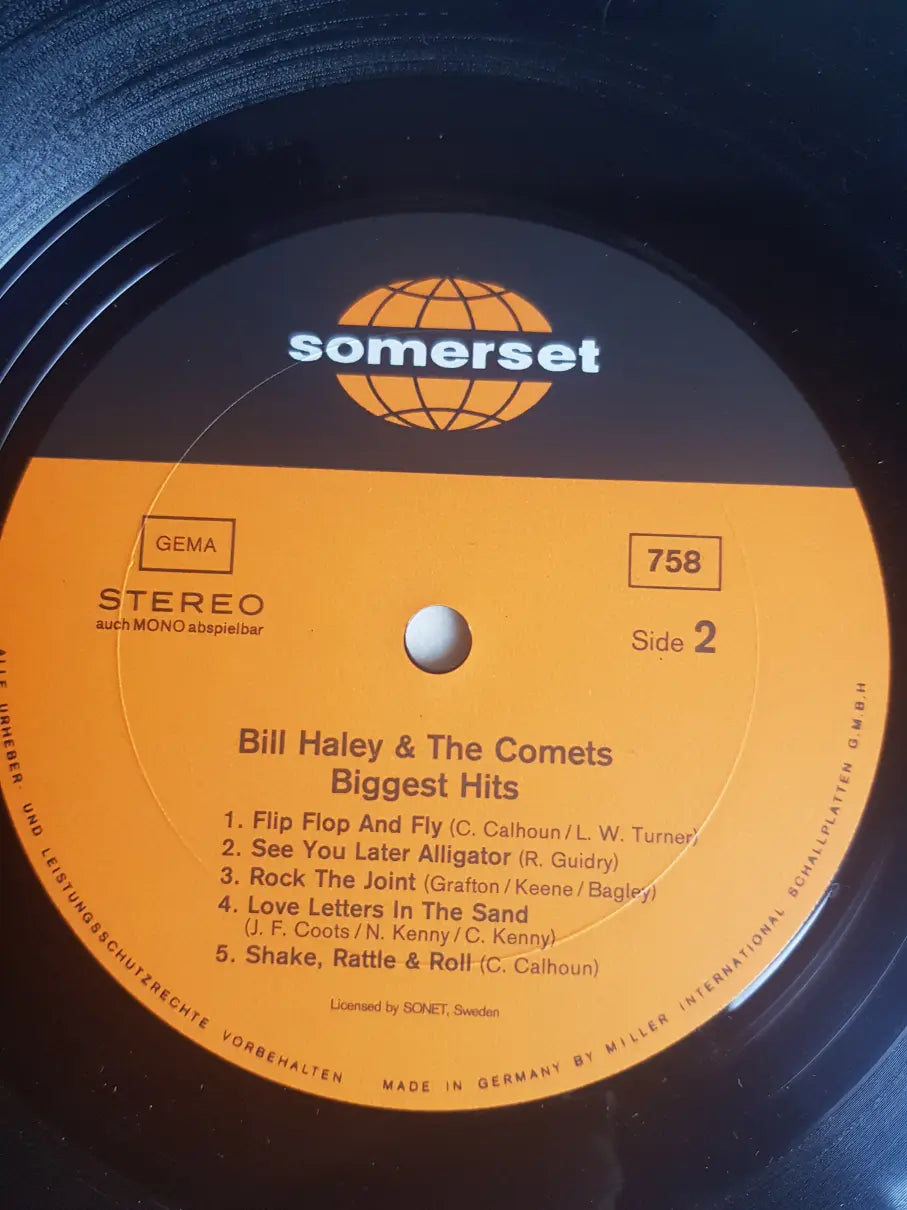 somerset
GEMA
758
STEREO
auch MONO abspielbar
Side 2
Bill Haley & The Comets
Biggest Hits
1. Flip Flop And Fly (C. Calhoun / L. W. Turner)
2. See You Later Alligator (R. Guidry)
3. Rock The Joint (Grafton / Keene / Bagley)
4. Love Letters In The Sand
(J. F. Coots / N. Kenny / C. Kenny)
5. Shake, Rattle & Roll (C. Calhoun)
Licensed by SONET, Sweden
ALLE URHEBER- UND LEISTUNGSSCHUTZRECHTE VORBEHALTEN
MADE IN GERMANY BY MILLER INTERNATIONAL SCHALLPLATTEN G.M.B.H